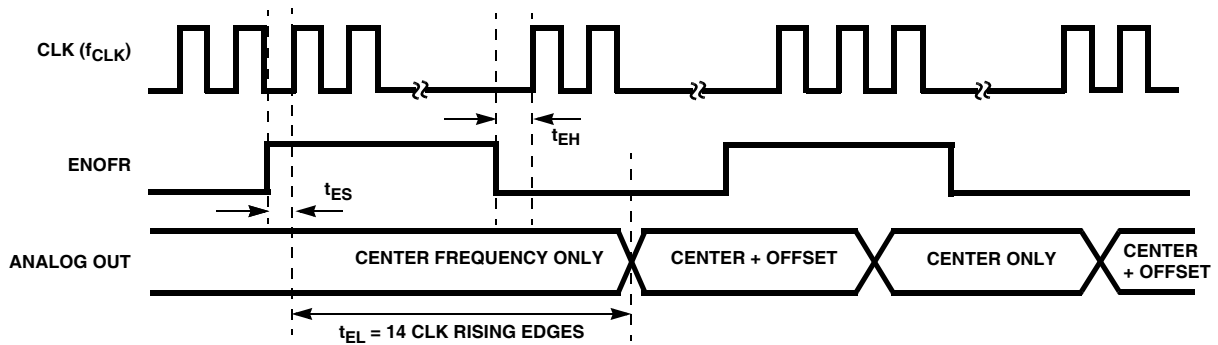 CLK (fCLK)
tEH
ENOFR
tES
ANALOG OUT
CENTER FREQUENCY ONLY
CENTER + OFFSET
CENTER ONLY
CENTER
+ OFFSET
tEL = 14 CLK RISING EDGES